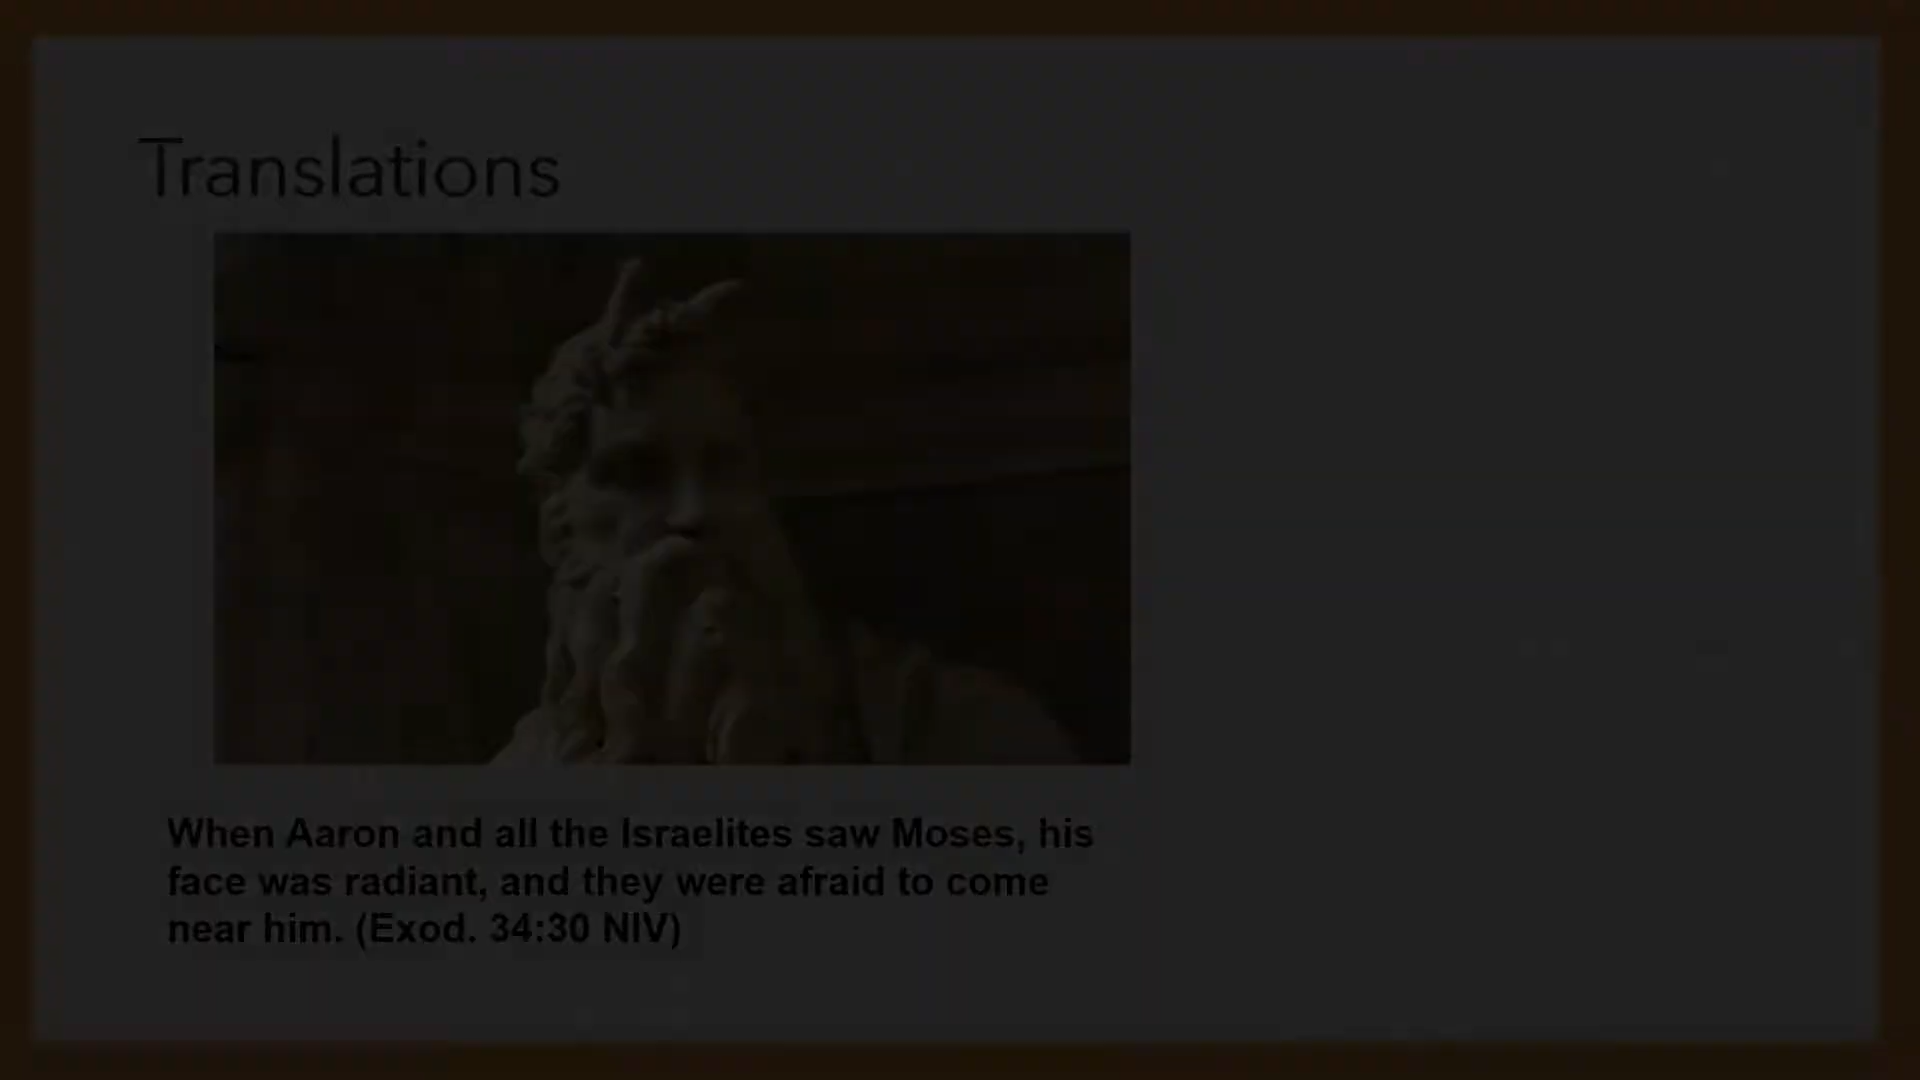 Translations
When Aaron and all the Israelites saw Moses, his
face was radiant, and they were afraid to come
near him. (Exod. 34:30 NIV)